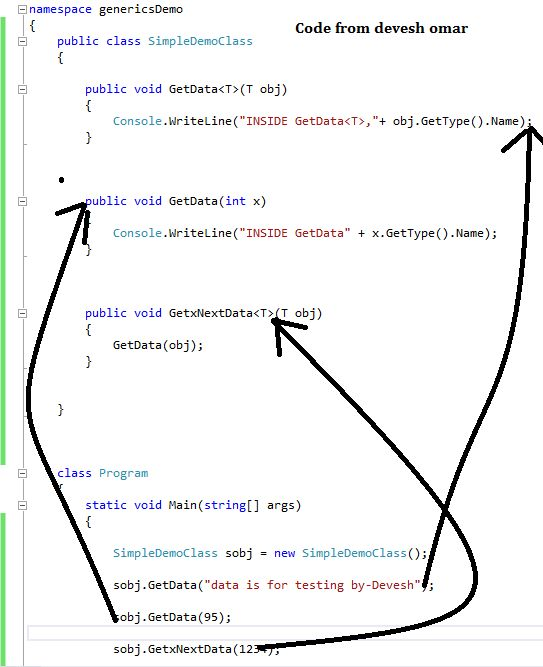 namespace genericsDemo
Code from devesh omar
{
public class SimpleDemoClass
{
public void GetData<T>(T obj)
{
Console.WriteLine("INSIDE GetData<T>,"+ obj.GetType().Name);
}
public void GetData(int x)
{
Console.WriteLine("INSIDE GetData" + x.GetType().Name);
}
public void GetxNextData<T>(T obj)
{
GetData(obj);
}
}
class Program
{
static void Main(string[] args)
{
SimpleDemoClass sobj = new SimpleDemoClass();
sobj.GetData("data is for testing by-Devesh");
sobj.GetData(95);
sobj.GetxNextData(1234);